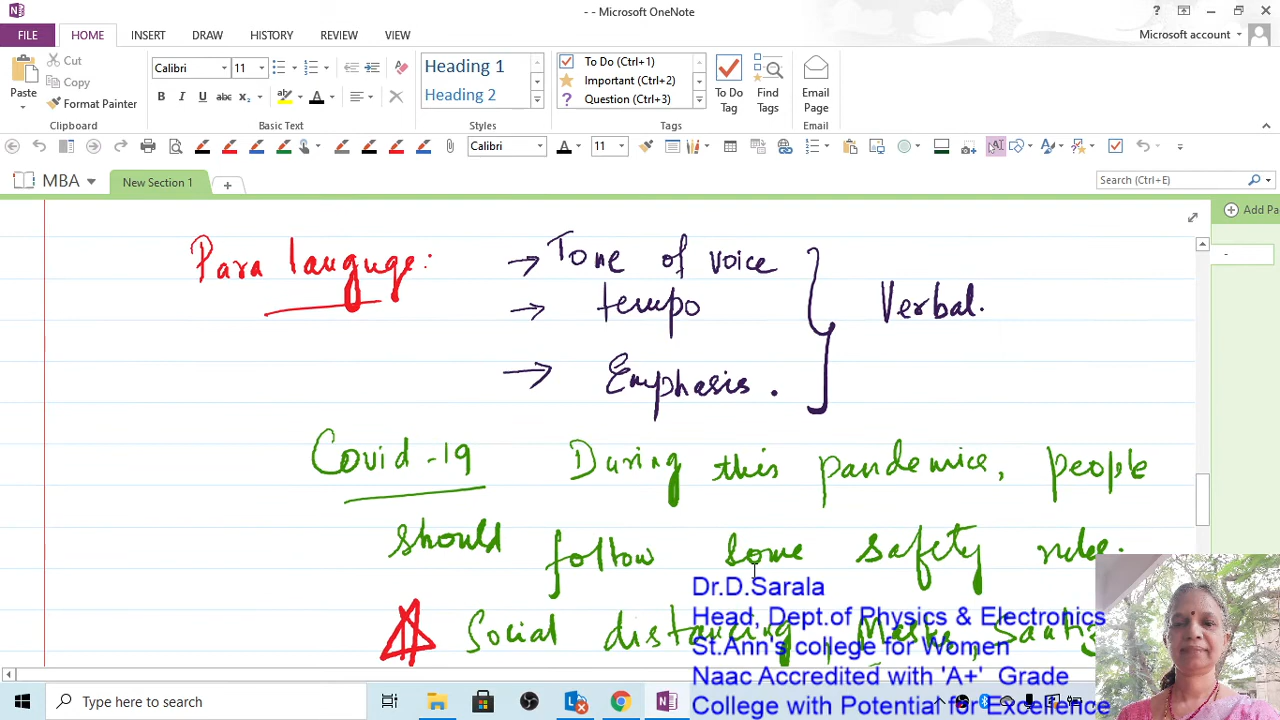 - - Microsoft OneNote
FILE HOME INSERT DRAW HISTORY REVIEW VIEW
Microsoft account
Paste
Cut
Copy
Format Painter
Clipboard
Calibri 11
Basic Text
Heading 1
Heading 2
Styles
To Do (Ctrl+1)
Important (Ctrl+2)
Question (Ctrl+3)
To Do Tag
Find Tags
Tags
Email Page
Email
Calibri 11
MBA New Section 1
Search (Ctrl+E)
Add Pa
Para languge: → Tone of voice
→ tempo Verbal.
→ Emphasis.
Covid-19 During this pandemic, people
should follow some safety rules.
Social distancing, Masks,
Dr.D.Sarala
Head, Dept.of Physics & Electronics
St.Ann's college for Women
Naac Accredited with 'A+' Grade
College with Potential for Excellence
Type here to search